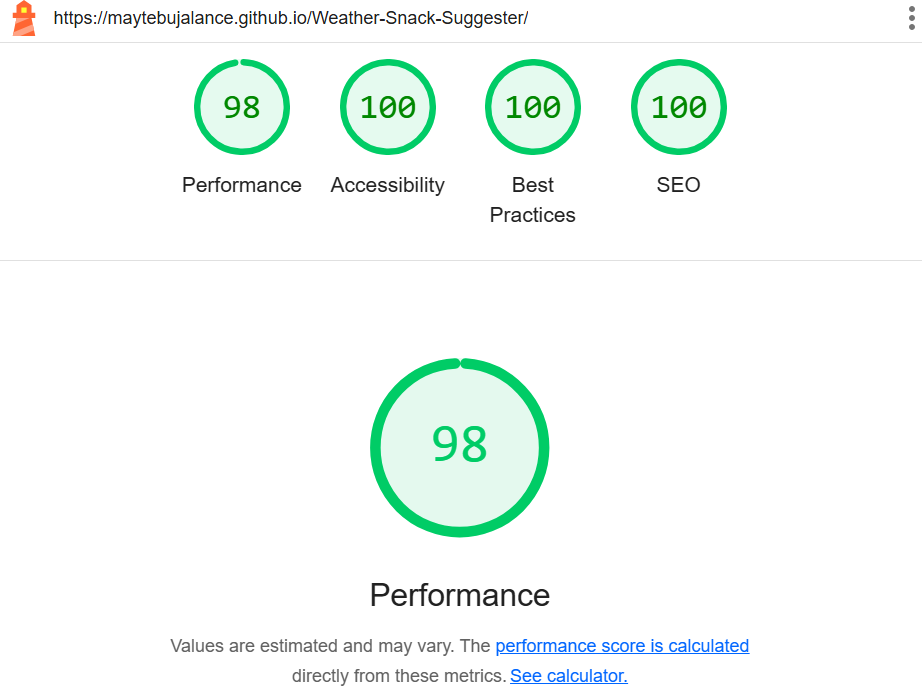 https://maytebujalance.github.io/Weather-Snack-Suggester/
98 100 100 100
Performance Accessibility Best SEO
Practices
98
Performance
Values are estimated and may vary. The performance score is calculated
directly from these metrics. See calculator.